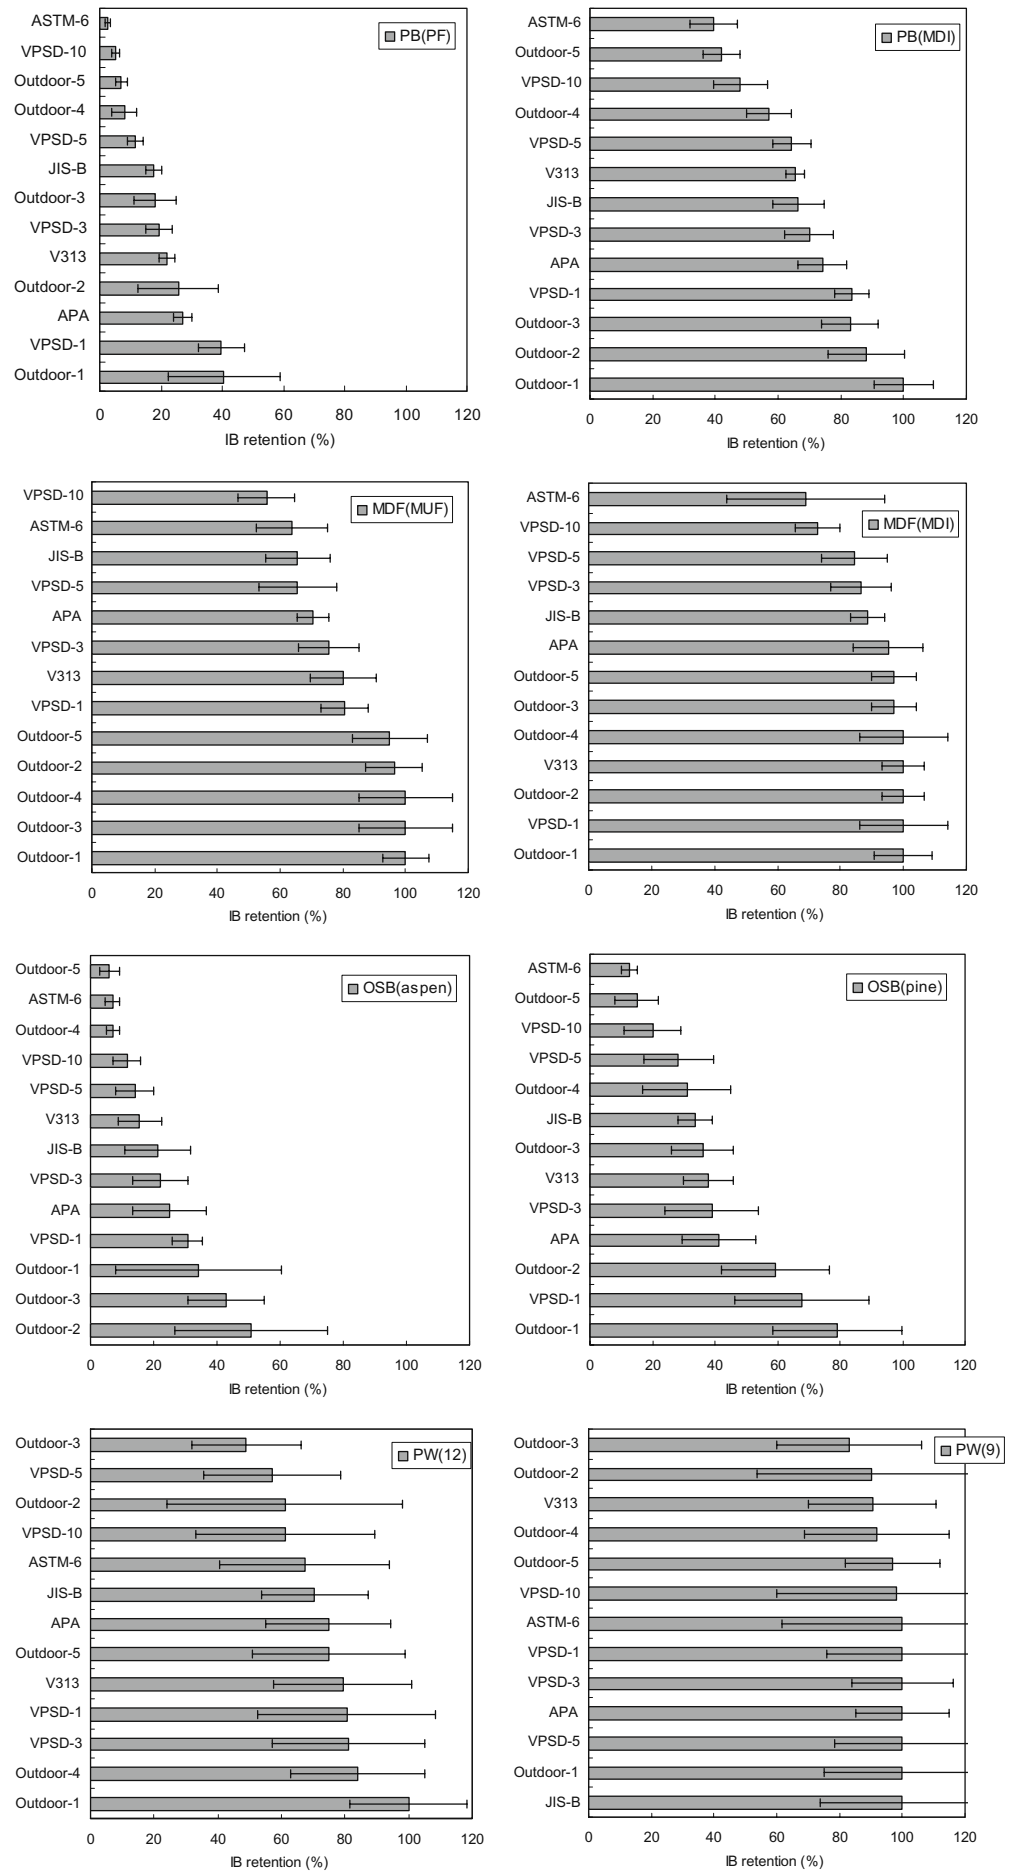 PB(PF)
ASTM-6
VPSD-10
Outdoor-5
Outdoor-4
VPSD-5
JIS-B
Outdoor-3
VPSD-3
V313
Outdoor-2
APA
VPSD-1
Outdoor-1
0 20 40 60 80 100 120
IB retention (%)
PB(MDI)
ASTM-6
Outdoor-5
VPSD-10
Outdoor-4
VPSD-5
V313
JIS-B
VPSD-3
APA
VPSD-1
Outdoor-3
Outdoor-2
Outdoor-1
0 20 40 60 80 100 120
IB retention (%)
MDF(MUF)
VPSD-10
ASTM-6
JIS-B
VPSD-5
APA
VPSD-3
V313
VPSD-1
Outdoor-5
Outdoor-2
Outdoor-4
Outdoor-3
Outdoor-1
0 20 40 60 80 100 120
IB retention (%)
MDF(MDI)
ASTM-6
VPSD-10
VPSD-5
VPSD-3
JIS-B
APA
Outdoor-5
Outdoor-3
Outdoor-4
V313
Outdoor-2
VPSD-1
Outdoor-1
0 20 40 60 80 100 120
IB retention (%)
OSB(aspen)
Outdoor-5
ASTM-6
Outdoor-4
VPSD-10
VPSD-5
V313
JIS-B
VPSD-3
APA
VPSD-1
Outdoor-1
Outdoor-3
Outdoor-2
0 20 40 60 80 100 120
IB retention (%)
OSB(pine)
ASTM-6
Outdoor-5
VPSD-10
VPSD-5
Outdoor-4
JIS-B
Outdoor-3
V313
VPSD-3
APA
Outdoor-2
VPSD-1
Outdoor-1
0 20 40 60 80 100 120
IB retention (%)
PW(12)
Outdoor-3
VPSD-5
Outdoor-2
VPSD-10
ASTM-6
JIS-B
APA
Outdoor-5
V313
VPSD-1
VPSD-3
Outdoor-4
Outdoor-1
0 20 40 60 80 100 120
IB retention (%)
PW(9)
Outdoor-3
Outdoor-2
V313
Outdoor-4
Outdoor-5
VPSD-10
ASTM-6
VPSD-1
VPSD-3
APA
VPSD-5
Outdoor-1
JIS-B
0 20 40 60 80 100 120
IB retention (%)